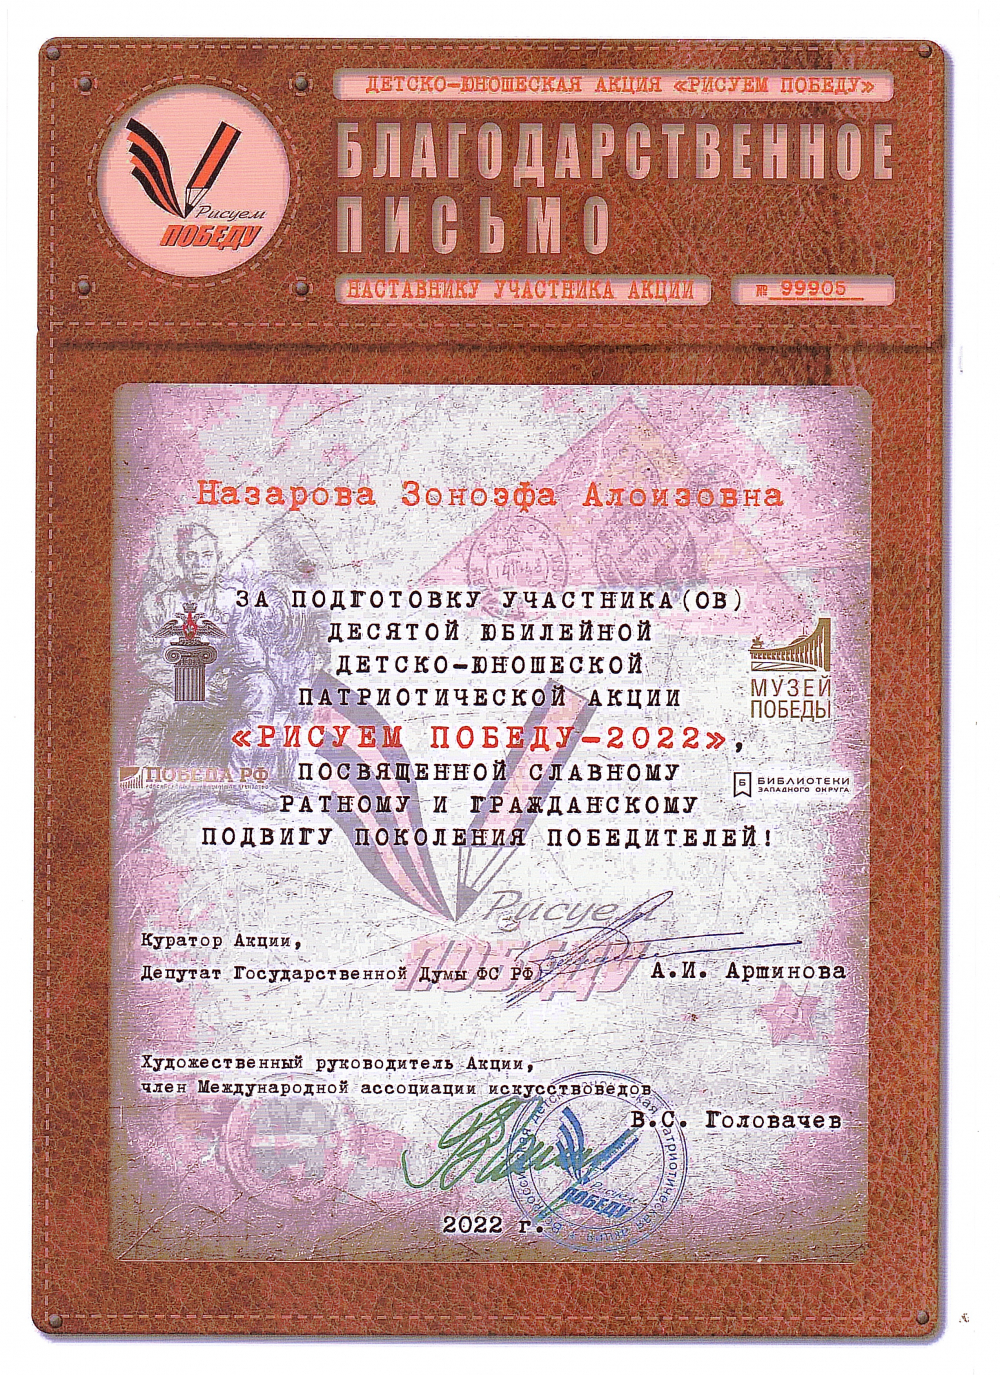 ДЕТСКО-ЮНОШЕСКАЯ АКЦИЯ «РИСУЕМ ПОБЕДУ»
БЛАГОДАРСТВЕННОЕ
ПИСЬМО
Рисуем
ПОБЕДУ
НАСТАВНИКУ УЧАСТНИКА АКЦИИ
№ 99905
Назарова Зоноэфа Алоизовна
ЗА ПОДГОТОВКУ УЧАСТНИКА(ОВ)
ДЕСЯТОЙ ЮБИЛЕЙНОЙ
ДЕТСКО-ЮНОШЕСКОЙ
ПАТРИОТИЧЕСКОЙ АКЦИИ
«РИСУЕМ ПОБЕДУ-2022»,
ПОСВЯЩЕННОЙ СЛАВНОМУ
РАТНОМУ И ГРАЖДАНСКОМУ
ПОДВИГУ ПОКОЛЕНИЯ ПОБЕДИТЕЛЕЙ!
МУЗЕЙ
ПОБЕДЫ
ПОБЕДА РФ
БИБЛИОТЕКИ
ЗАПАДНОГО ОКРУГА
Рисуем
ПОБЕДУ
Куратор Акции,
Депутат Государственной Думы ФС РФ
А.И. Аршинова
Художественный руководитель Акции,
член Международной ассоциации искусствоведов
В.С. Головачев
Рисуем
ПОБЕДУ
2022 г.